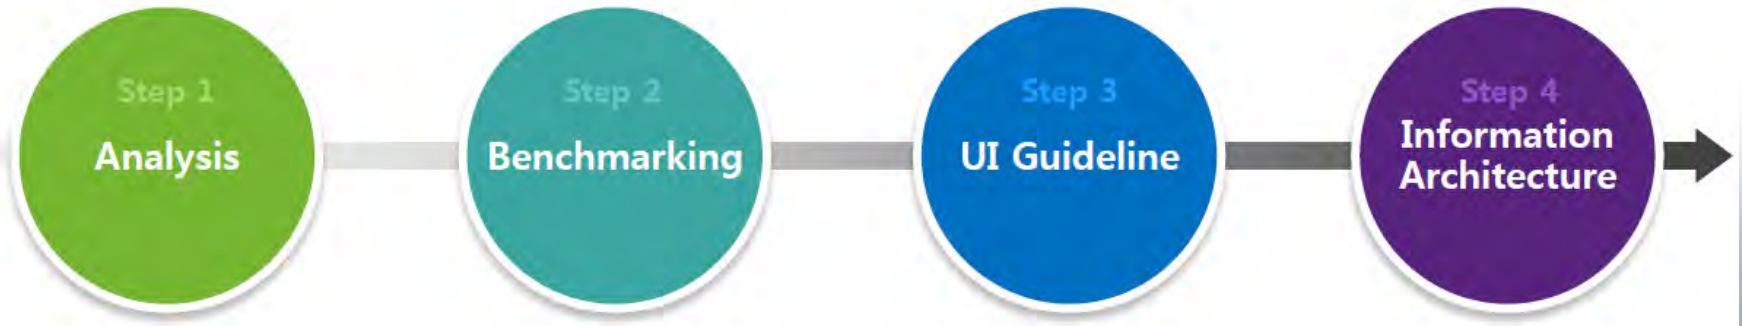 Step 1
Analysis
Step 2
Benchmarking
Step 3
UI Guideline
Step 4
Information
Architecture